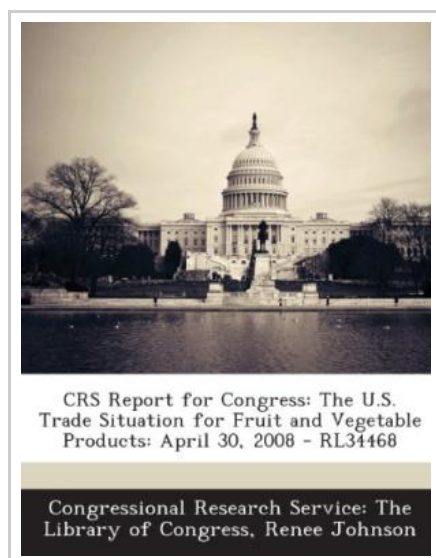 CRS Report for Congress: The U.S.
Trade Situation for Fruit and Vegetable
Products: April 30, 2008 - RL34468
Congressional Research Service: The
Library of Congress, Renee Johnson